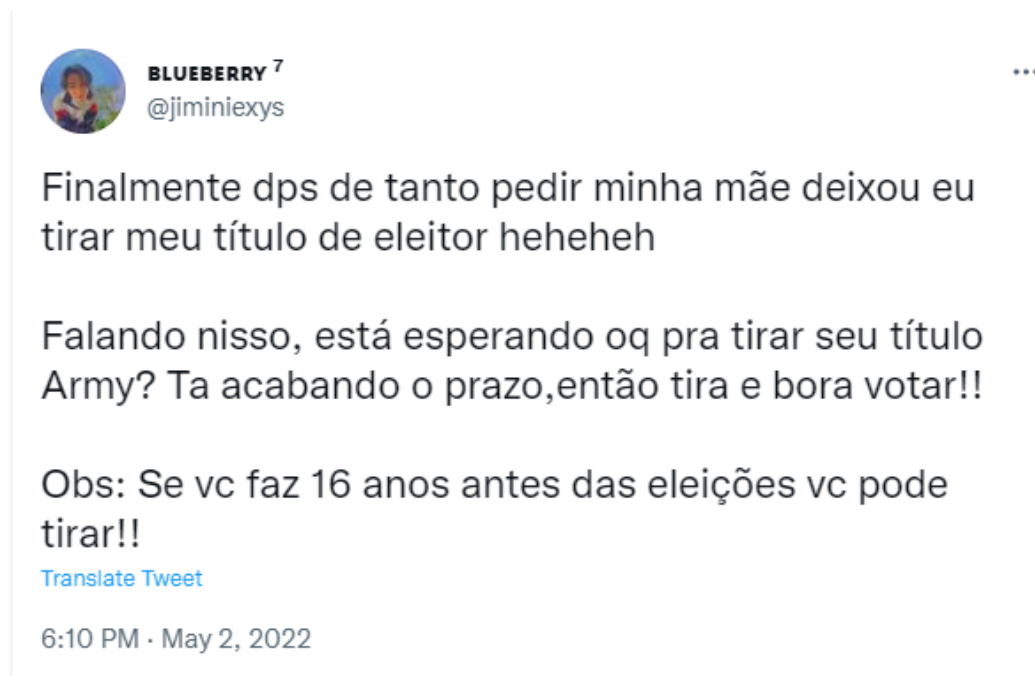 BLUEBERRY ⁷
@jiminiexys
Finalmente dps de tanto pedir minha mãe deixou eu
tirar meu título de eleitor heheheh
Falando nisso, está esperando oq pra tirar seu título
Army? Ta acabando o prazo,então tira e bora votar!!
Obs: Se vc faz 16 anos antes das eleições vc pode
tirar!!
Translate Tweet
6:10 PM · May 2, 2022